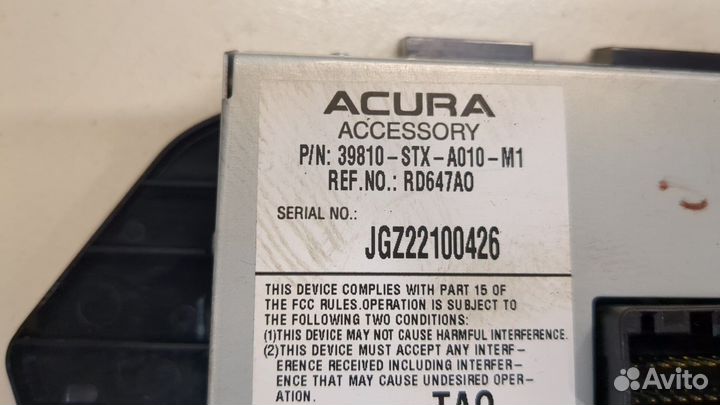 ACURA
ACCESSORY
P/N: 39810-STX-A010-M1
REF.NO.: RD647A0
SERIAL NO.:
JGZ22100426
THIS DEVICE COMPLIES WITH PART 15 OF
THE FCC RULES.OPERATION IS SUBJECT TO
THE FOLLOWING TWO CONDITIONS:
(1)THIS DEVICE MAY NOT CAUSE HARMFUL INTERFERENCE.
(2)THIS DEVICE MUST ACCEPT ANY INTERF-
ERENCE RECEIVED INCLUDING INTERFER-
ENCE THAT MAY CAUSE UNDESIRED OPER-
ATION.
Avito